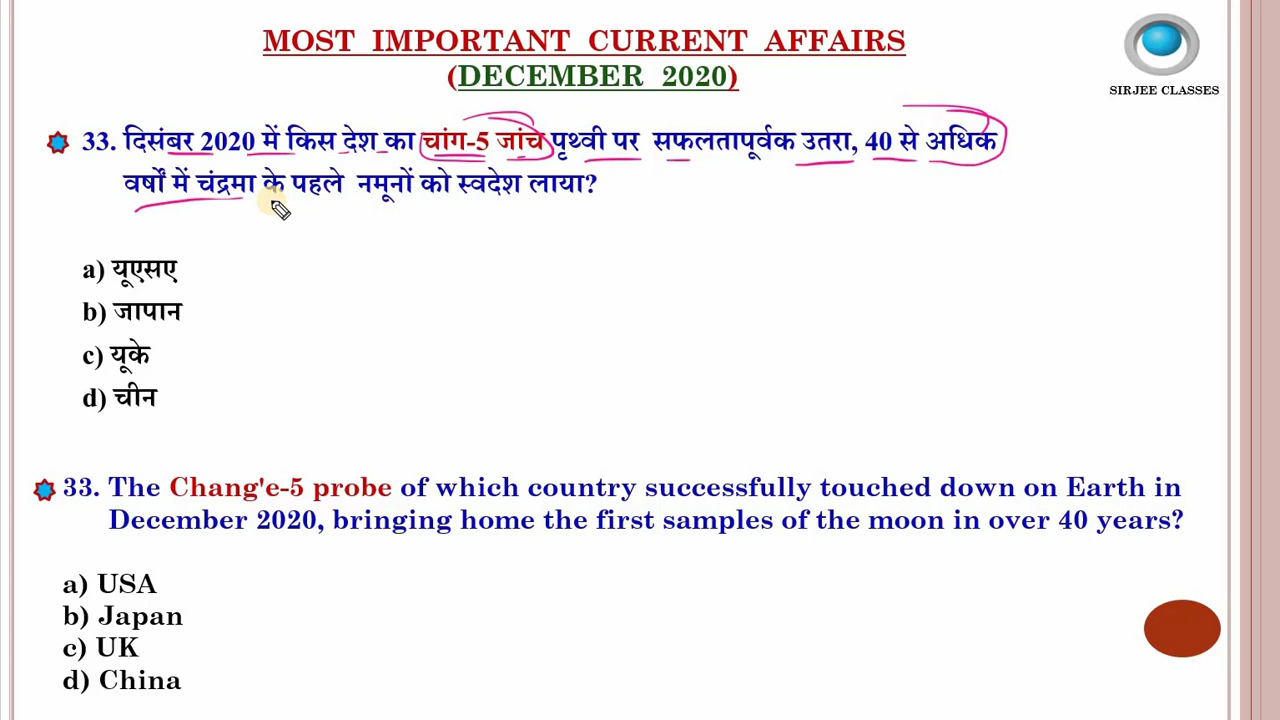 MOST IMPORTANT CURRENT AFFAIRS
(DECEMBER 2020)
SIRJEE CLASSES
33. दिसंबर 2020 में किस देश का चांग-5 जांच पृथ्वी पर सफलतापूर्वक उतरा, 40 से अधिक
वर्षों में चंद्रमा के पहले नमूनों को स्वदेश लाया?
a) यूएसए
b) जापान
c) यूके
d) चीन
33. The Chang'e-5 probe of which country successfully touched down on Earth in
December 2020, bringing home the first samples of the moon in over 40 years?
a) USA
b) Japan
c) UK
d) China